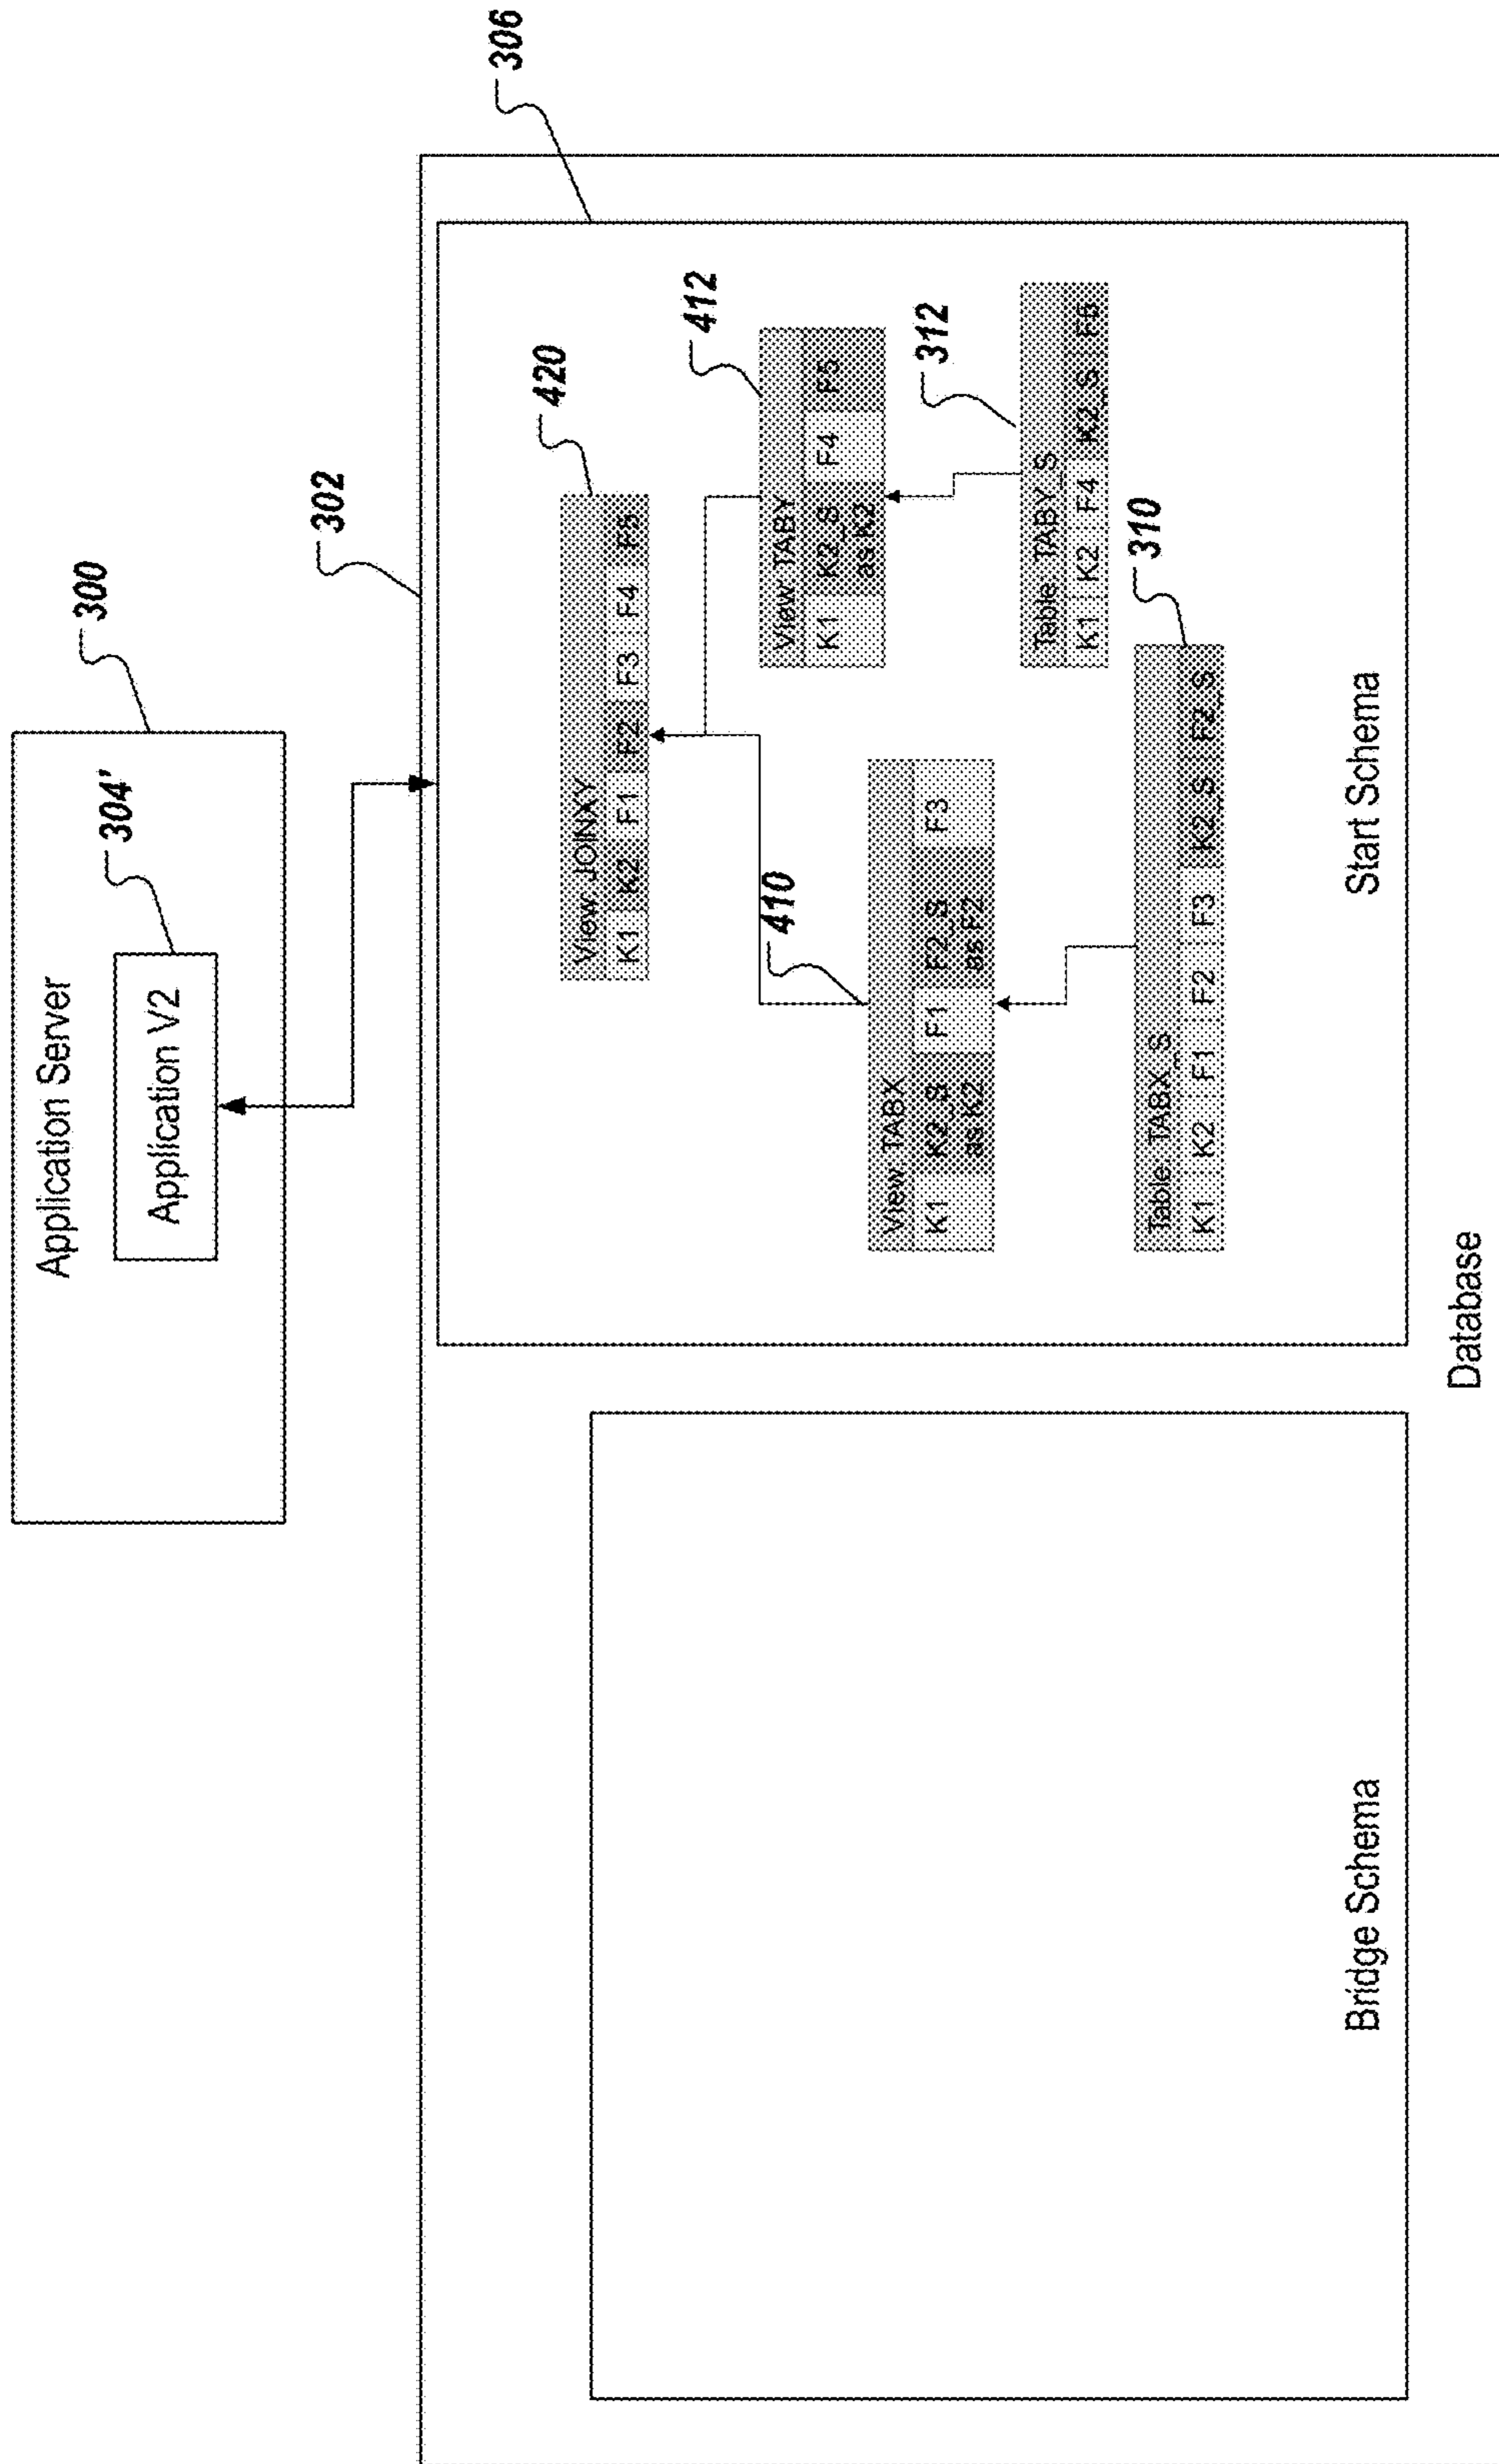 Application Server
300
Application V2
304'
302
306
View: JOINXY
K1 K2 F1 F2 F3 F4 F5
420
View TABY
K1 K2_S as K2 F4 F5
412
View TABX
K1 K2_S as K2 F1 F2_S as F2 F3
410
Table: TABY_S
K1 K2 F4 K2_S F5
312
Table: TABX_S
K1 K2 F1 F2 F3 K2_S F2_S
310
Bridge Schema
Start Schema
Database